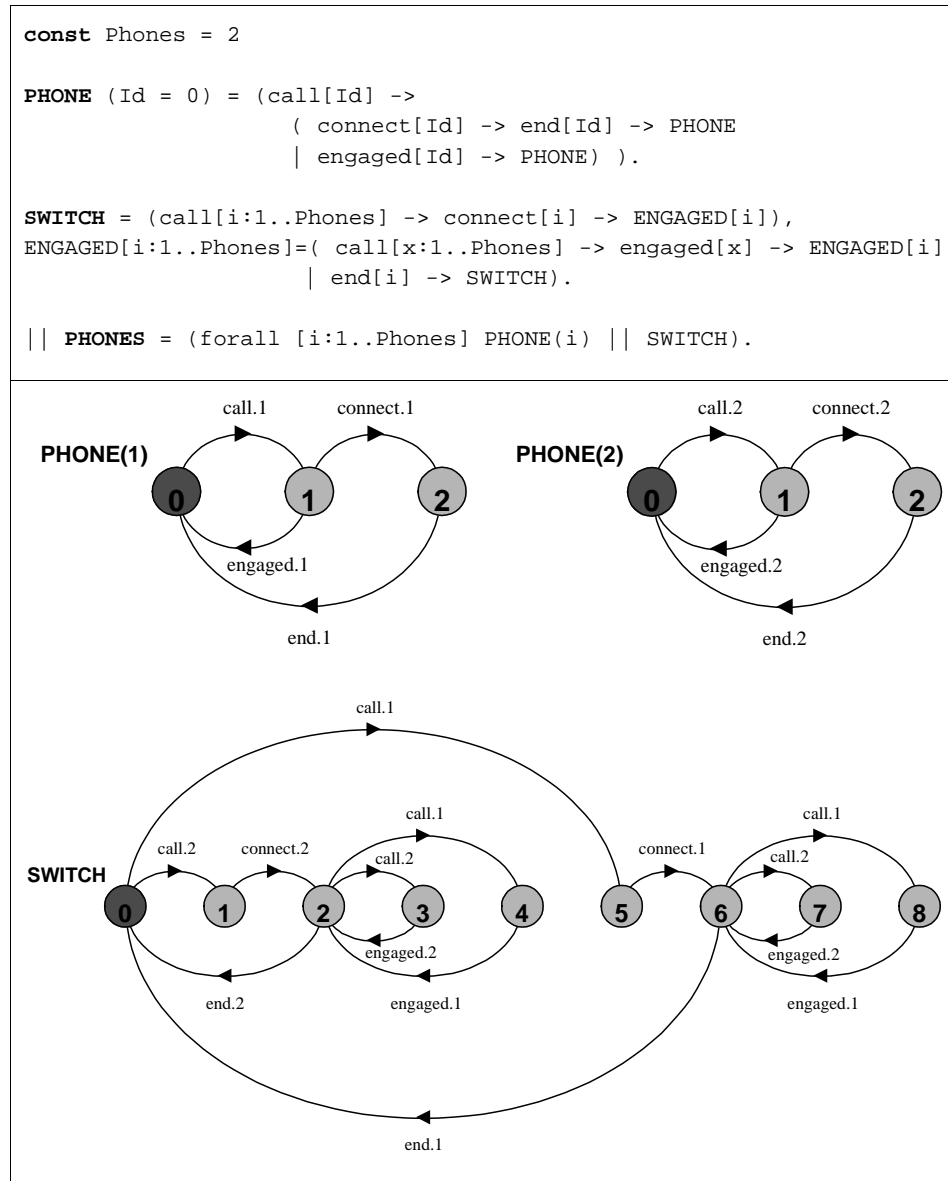 const Phones = 2
PHONE (Id = 0) = (call[Id] ->
( connect[Id] -> end[Id] -> PHONE
| engaged[Id] -> PHONE) ).
SWITCH = (call[i:1..Phones] -> connect[i] -> ENGAGED[i]),
ENGAGED[i:1..Phones]=( call[x:1..Phones] -> engaged[x] -> ENGAGED[i]
| end[i] -> SWITCH).
|| PHONES = (forall [i:1..Phones] PHONE(i) || SWITCH).
call.1 connect.1
PHONE(1)
0 1 2
engaged.1
end.1
call.2 connect.2
PHONE(2)
0 1 2
engaged.2
end.2
call.1
call.1 call.1
call.2 connect.2 call.2 connect.1 call.2
SWITCH
0 1 2 3 4 5 6 7 8
engaged.2 engaged.2
end.2 engaged.1 engaged.1
end.1